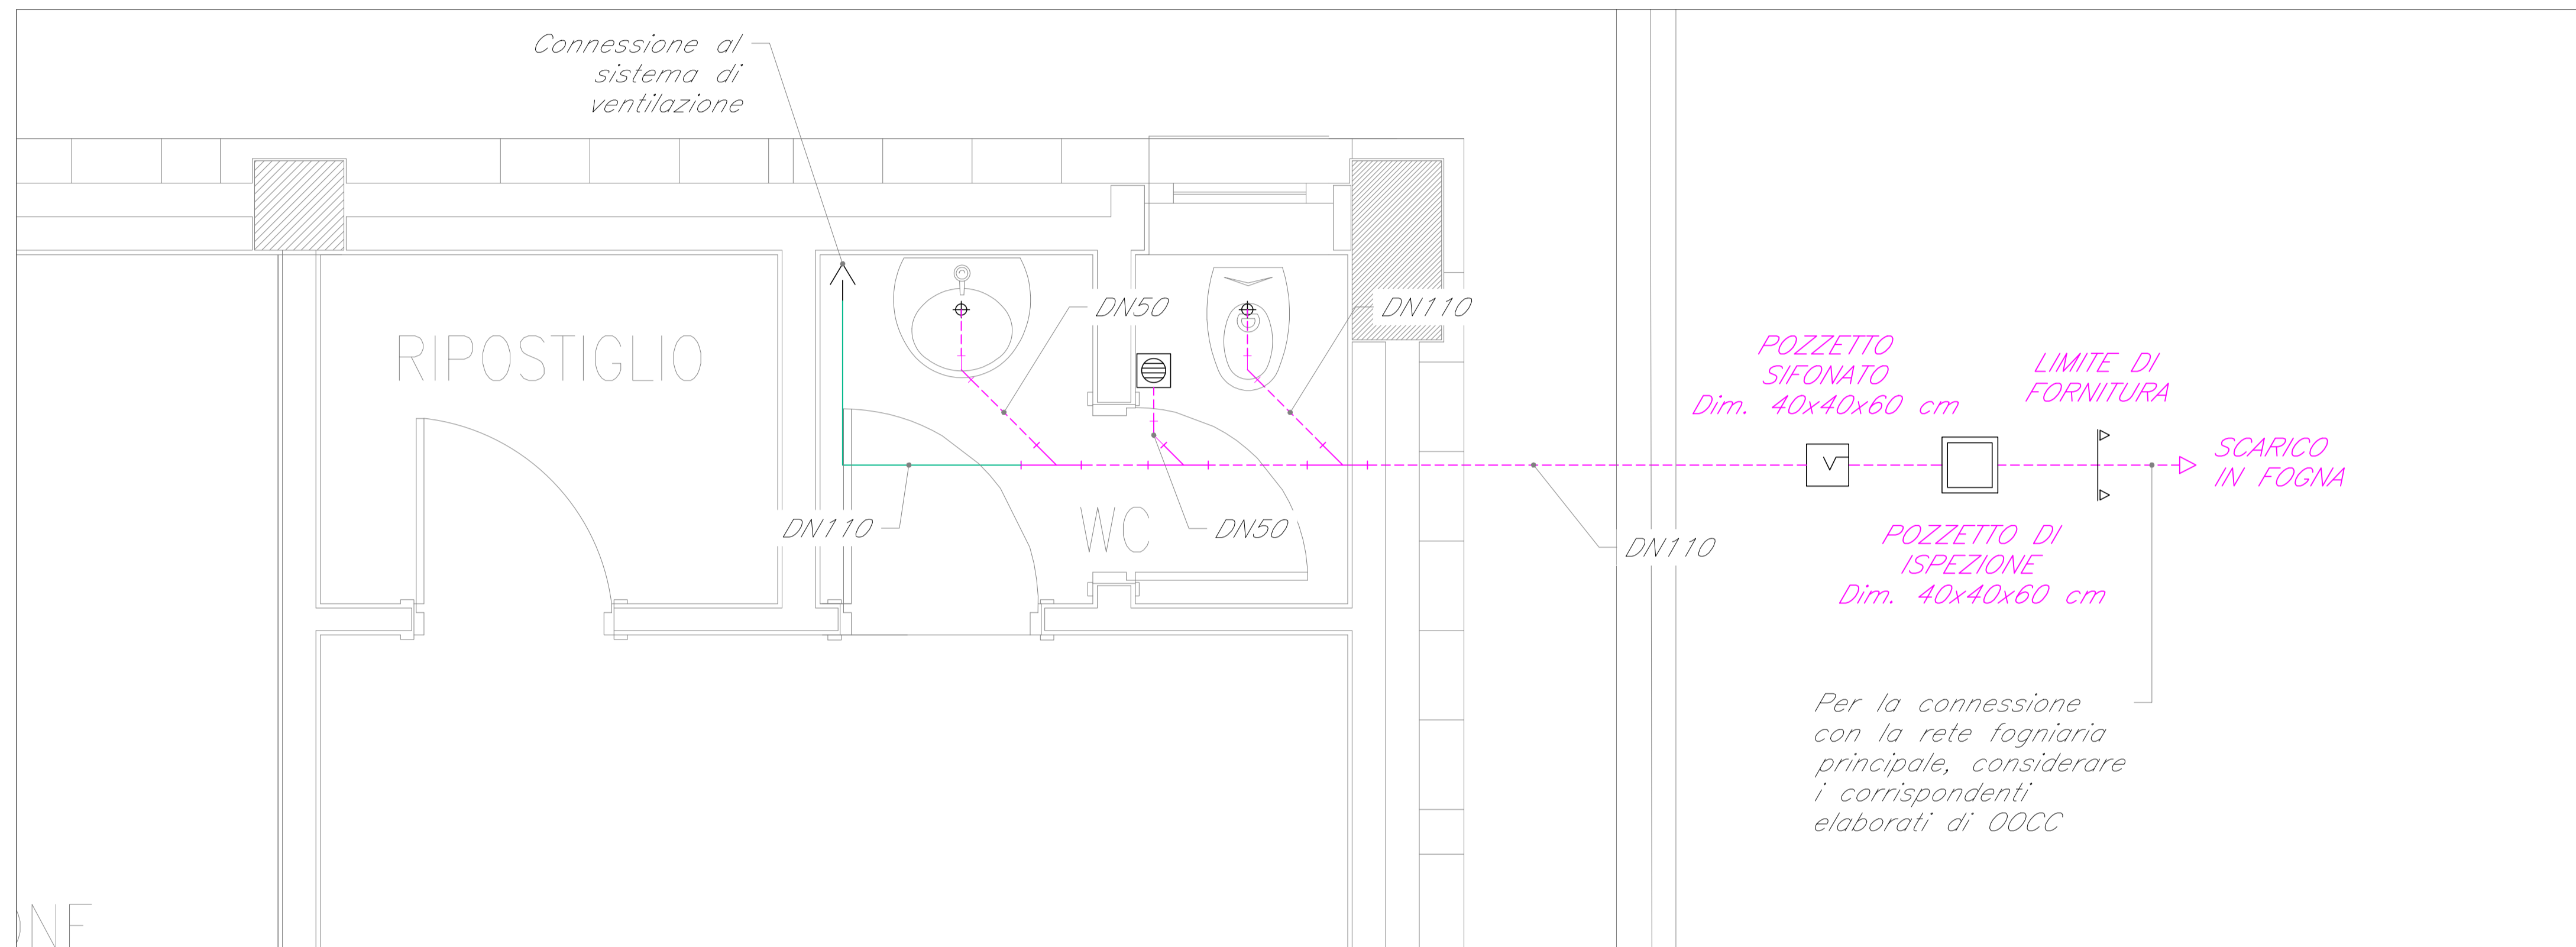 Connessione al
sistema di
ventilazione
RIPOSTIGLIO
DN50
DN110
DN110
WC
DN50
DN110
POZZETTO
SIFONATO
Dim. 40x40x60 cm
LIMITE DI
FORNITURA
SCARICO
IN FOGNA
POZZETTO DI
ISPEZIONE
Dim. 40x40x60 cm
Per la connessione
con la rete fogniaria
principale, considerare
i corrispondenti
elaborati di OOCC